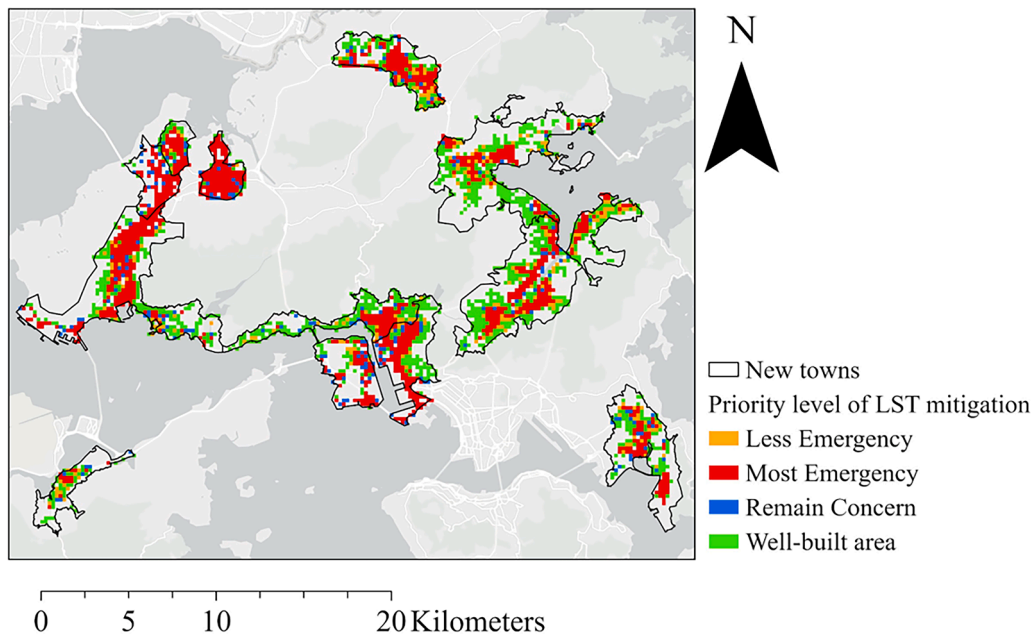 N
New towns
Priority level of LST mitigation
Less Emergency
Most Emergency
Remain Concern
Well-built area
0 5 10 20 Kilometers